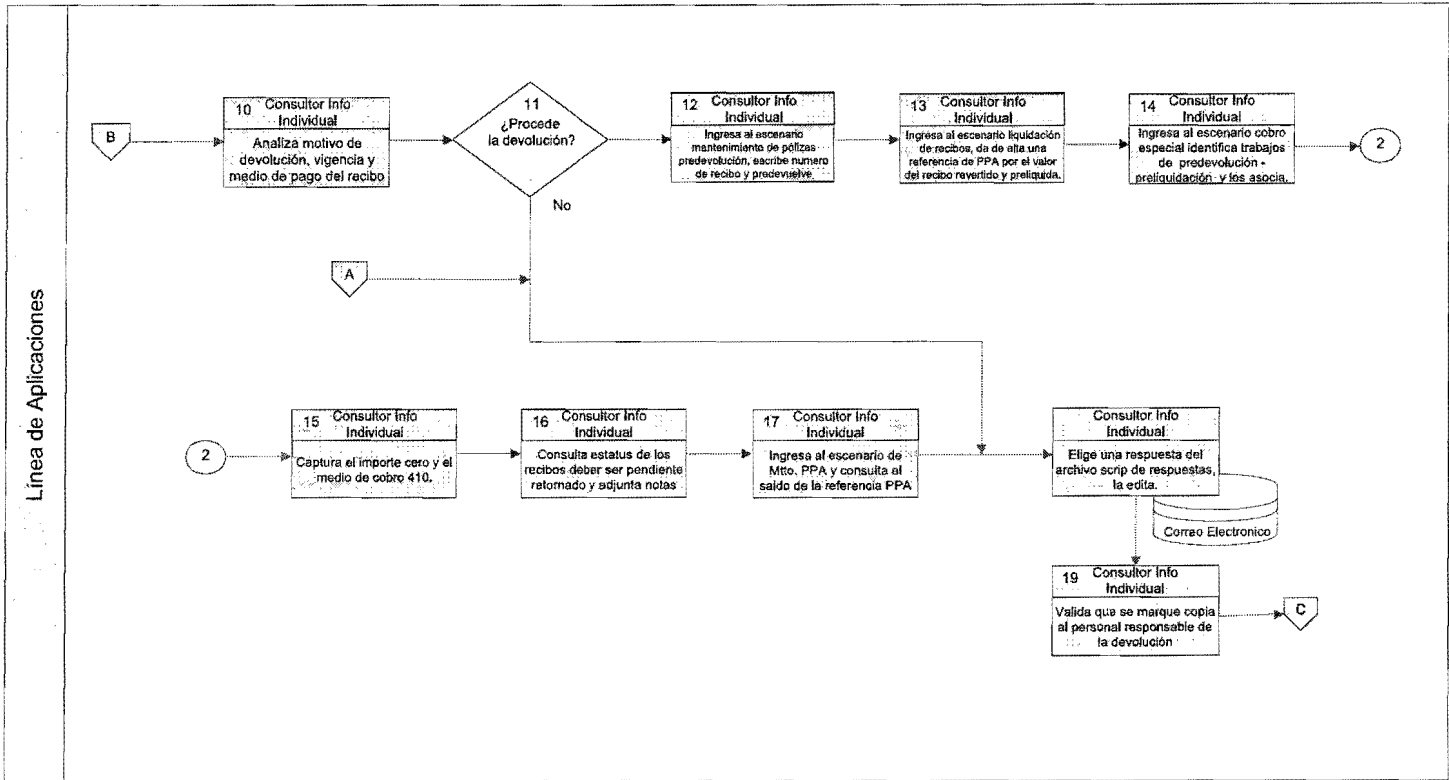 Línea de Aplicaciones
B
10 Consultor Info
Individual
Analiza motivo de
devolución, vigencia y
medio de pago del recibo
11
¿Procede
la devolución?
No
12 Consultor Info
Individual
Ingresa al escenario
mantenimiento de pólizas
predevolución, escribe numero
de recibo y predevuelve
13 Consultor Info
Individual
Ingresa al escenario liquidación
de recibos, da de alta una
referencia de PPA por el valor
del recibo revertido y preliquida.
14 Consultor Info
Individual
Ingresa al escenario cobro
especial identifica trabajos
de predevolución -
preliquidación y los asocia.
2
A
2
15 Consultor Info
Individual
Captura el importe cero y el
medio de cobro 410.
16 Consultor Info
Individual
Consulta estatus de los
recibos deber ser pendiente
retornado y adjunta notas
17 Consultor Info
Individual
Ingresa al escenario de
Mtto. PPA y consulta el
saldo de la referencia PPA
Consultor Info
Individual
Elige una respuesta del
archivo scrip de respuestas,
la edita.
Correo Electronico
19 Consultor Info
Individual
Valida que se marque copia
al personal responsable de
la devolución
C